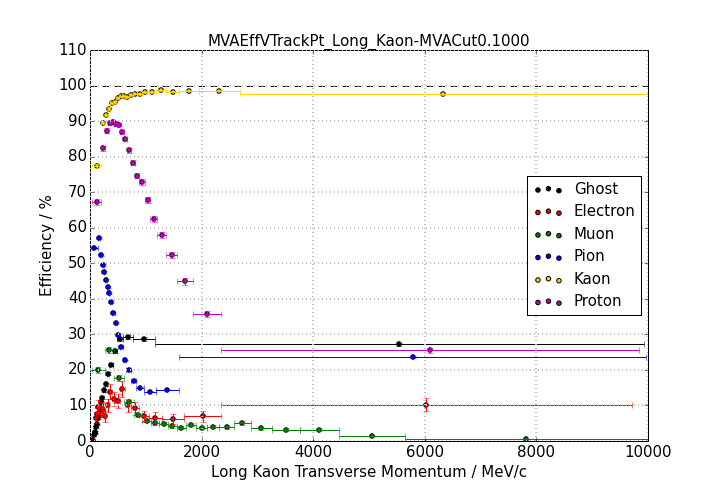 MVAEffVTrackPt_Long_Kaon-MVACut0.1000
110
100
90
80
70
60
50
40
30
20
10
0
Efficiency / %
Ghost
Electron
Muon
Pion
Kaon
Proton
0 2000 4000 6000 8000 10000
Long Kaon Transverse Momentum / MeV/c